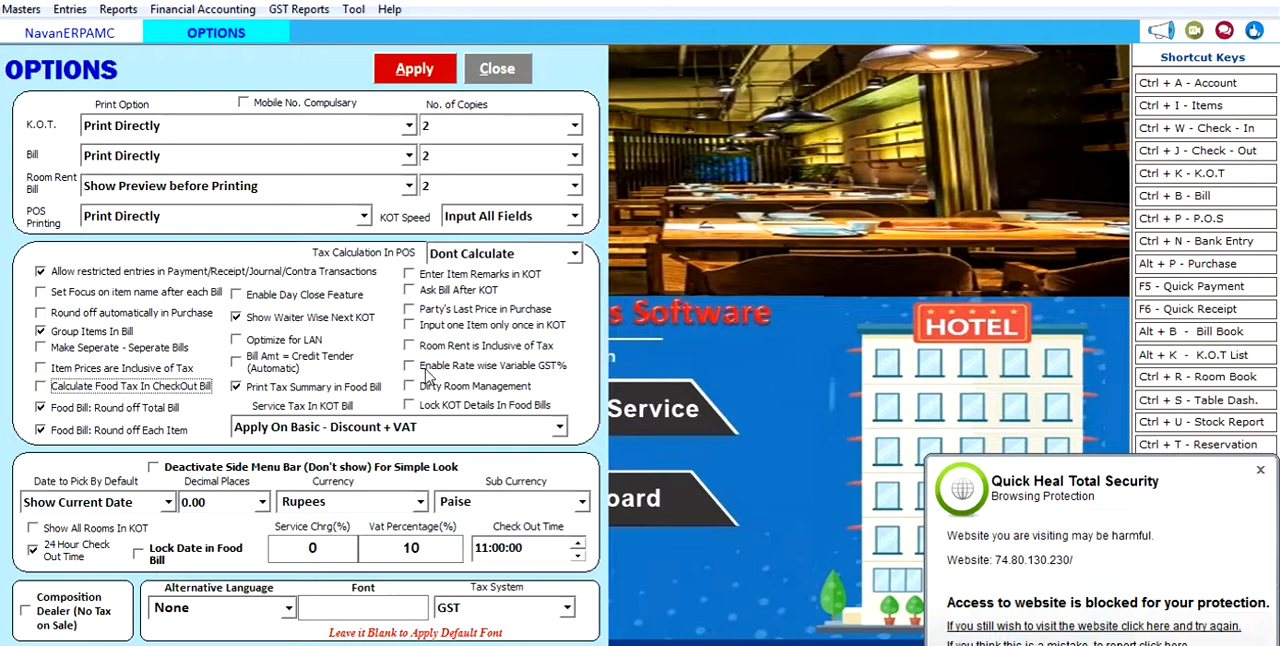 Masters Entries Reports Financial Accounting GST Reports Tool Help
NavanERPAMC OPTIONS
OPTIONS
Apply Close
Print Option Mobile No. Compulsary No. of Copies
K.O.T. Print Directly 2
Bill Print Directly 2
Room Rent Bill Show Preview before Printing 2
POS Printing Print Directly KOT Speed Input All Fields
Tax Calculation In POS Dont Calculate
Allow restricted entries in Payment/Receipt/Journal/Contra Transactions
Set Focus on item name after each Bill
Round off automatically in Purchase
Group Items In Bill
Make Seperate - Seperate Bills
Item Prices are Inclusive of Tax
Calculate Food Tax In CheckOut Bill
Food Bill: Round off Total Bill
Food Bill: Round off Each Item
Enable Day Close Feature
Show Waiter Wise Next KOT
Optimize for LAN
Bill Amt = Credit Tender
(Automatic)
Print Tax Summary in Food Bill
Service Tax In KOT Bill
Apply On Basic - Discount + VAT
Enter Item Remarks in KOT
Ask Bill After KOT
Party's Last Price in Purchase
Input one Item only once in KOT
Room Rent is Inclusive of Tax
Enable Rate wise Variable GST%
Dirty Room Management
Lock KOT Details In Food Bills
Deactivate Side Menu Bar (Don't show) For Simple Look
Date to Pick By Default Decimal Places Currency Sub Currency
Show Current Date 0.00 Rupees Paise
Show All Rooms In KOT
24 Hour Check
Out Time
Lock Date in Food
Bill
Service Chrg(%) Vat Percentage(%) Check Out Time
0 10 11:00:00
Composition
Dealer (No Tax
on Sale)
Alternative Language Font Tax System
None GST
Leave it Blank to Apply Default Font
s Software
n
Service
oard
HOTEL
Shortcut Keys
Ctrl + A - Account
Ctrl + I - Items
Ctrl + W - Check - In
Ctrl + J - Check - Out
Ctrl + K - K.O.T
Ctrl + B - Bill
Ctrl + P - P.O.S
Ctrl + N - Bank Entry
Alt + P - Purchase
F5 - Quick Payment
F6 - Quick Receipt
Alt + B - Bill Book
Alt + K - K.O.T List
Ctrl + R - Room Book
Ctrl + S - Table Dash.
Ctrl + U - Stock Report
Ctrl + T - Reservation
Quick Heal Total Security
Browsing Protection
Website you are visiting may be harmful.
Website: 74.80.130.230/
Access to website is blocked for your protection.
If you still wish to visit the website click here and try again.
If you think this is a mistake, to report click here